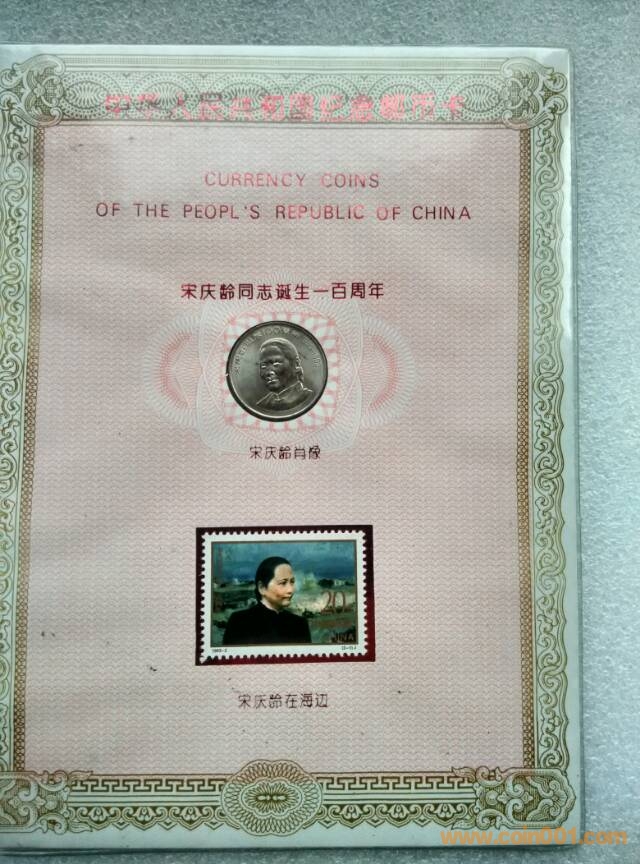 中华人民共和国纪念邮币卡
CURRENCY COINS
OF THE PEOPL'S REPUBLIC OF CHINA
宋庆龄同志诞生一百周年
宋庆龄肖像
20
1993-2
宋庆龄在海边
www.coin001.com